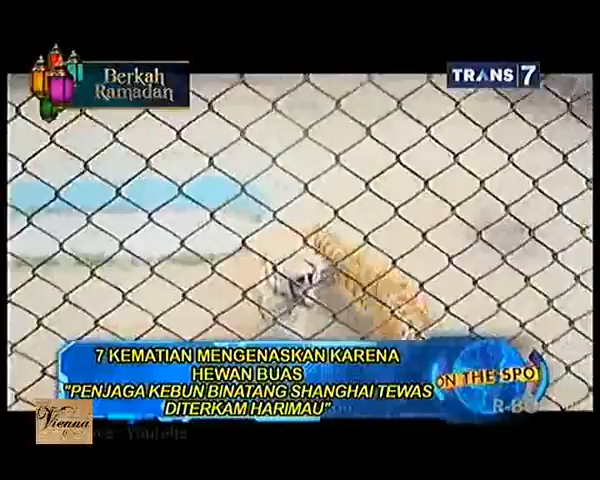 Berkah
Ramadan
TRANS|7
7 KEMATIAN MENGENASKAN KARENA
HEWAN BUAS
"PENJAGA KEBUN BINATANG SHANGHAI TEWAS
DITERKAM HARIMAU"
ON THE SPOT
Vienna
Youtube